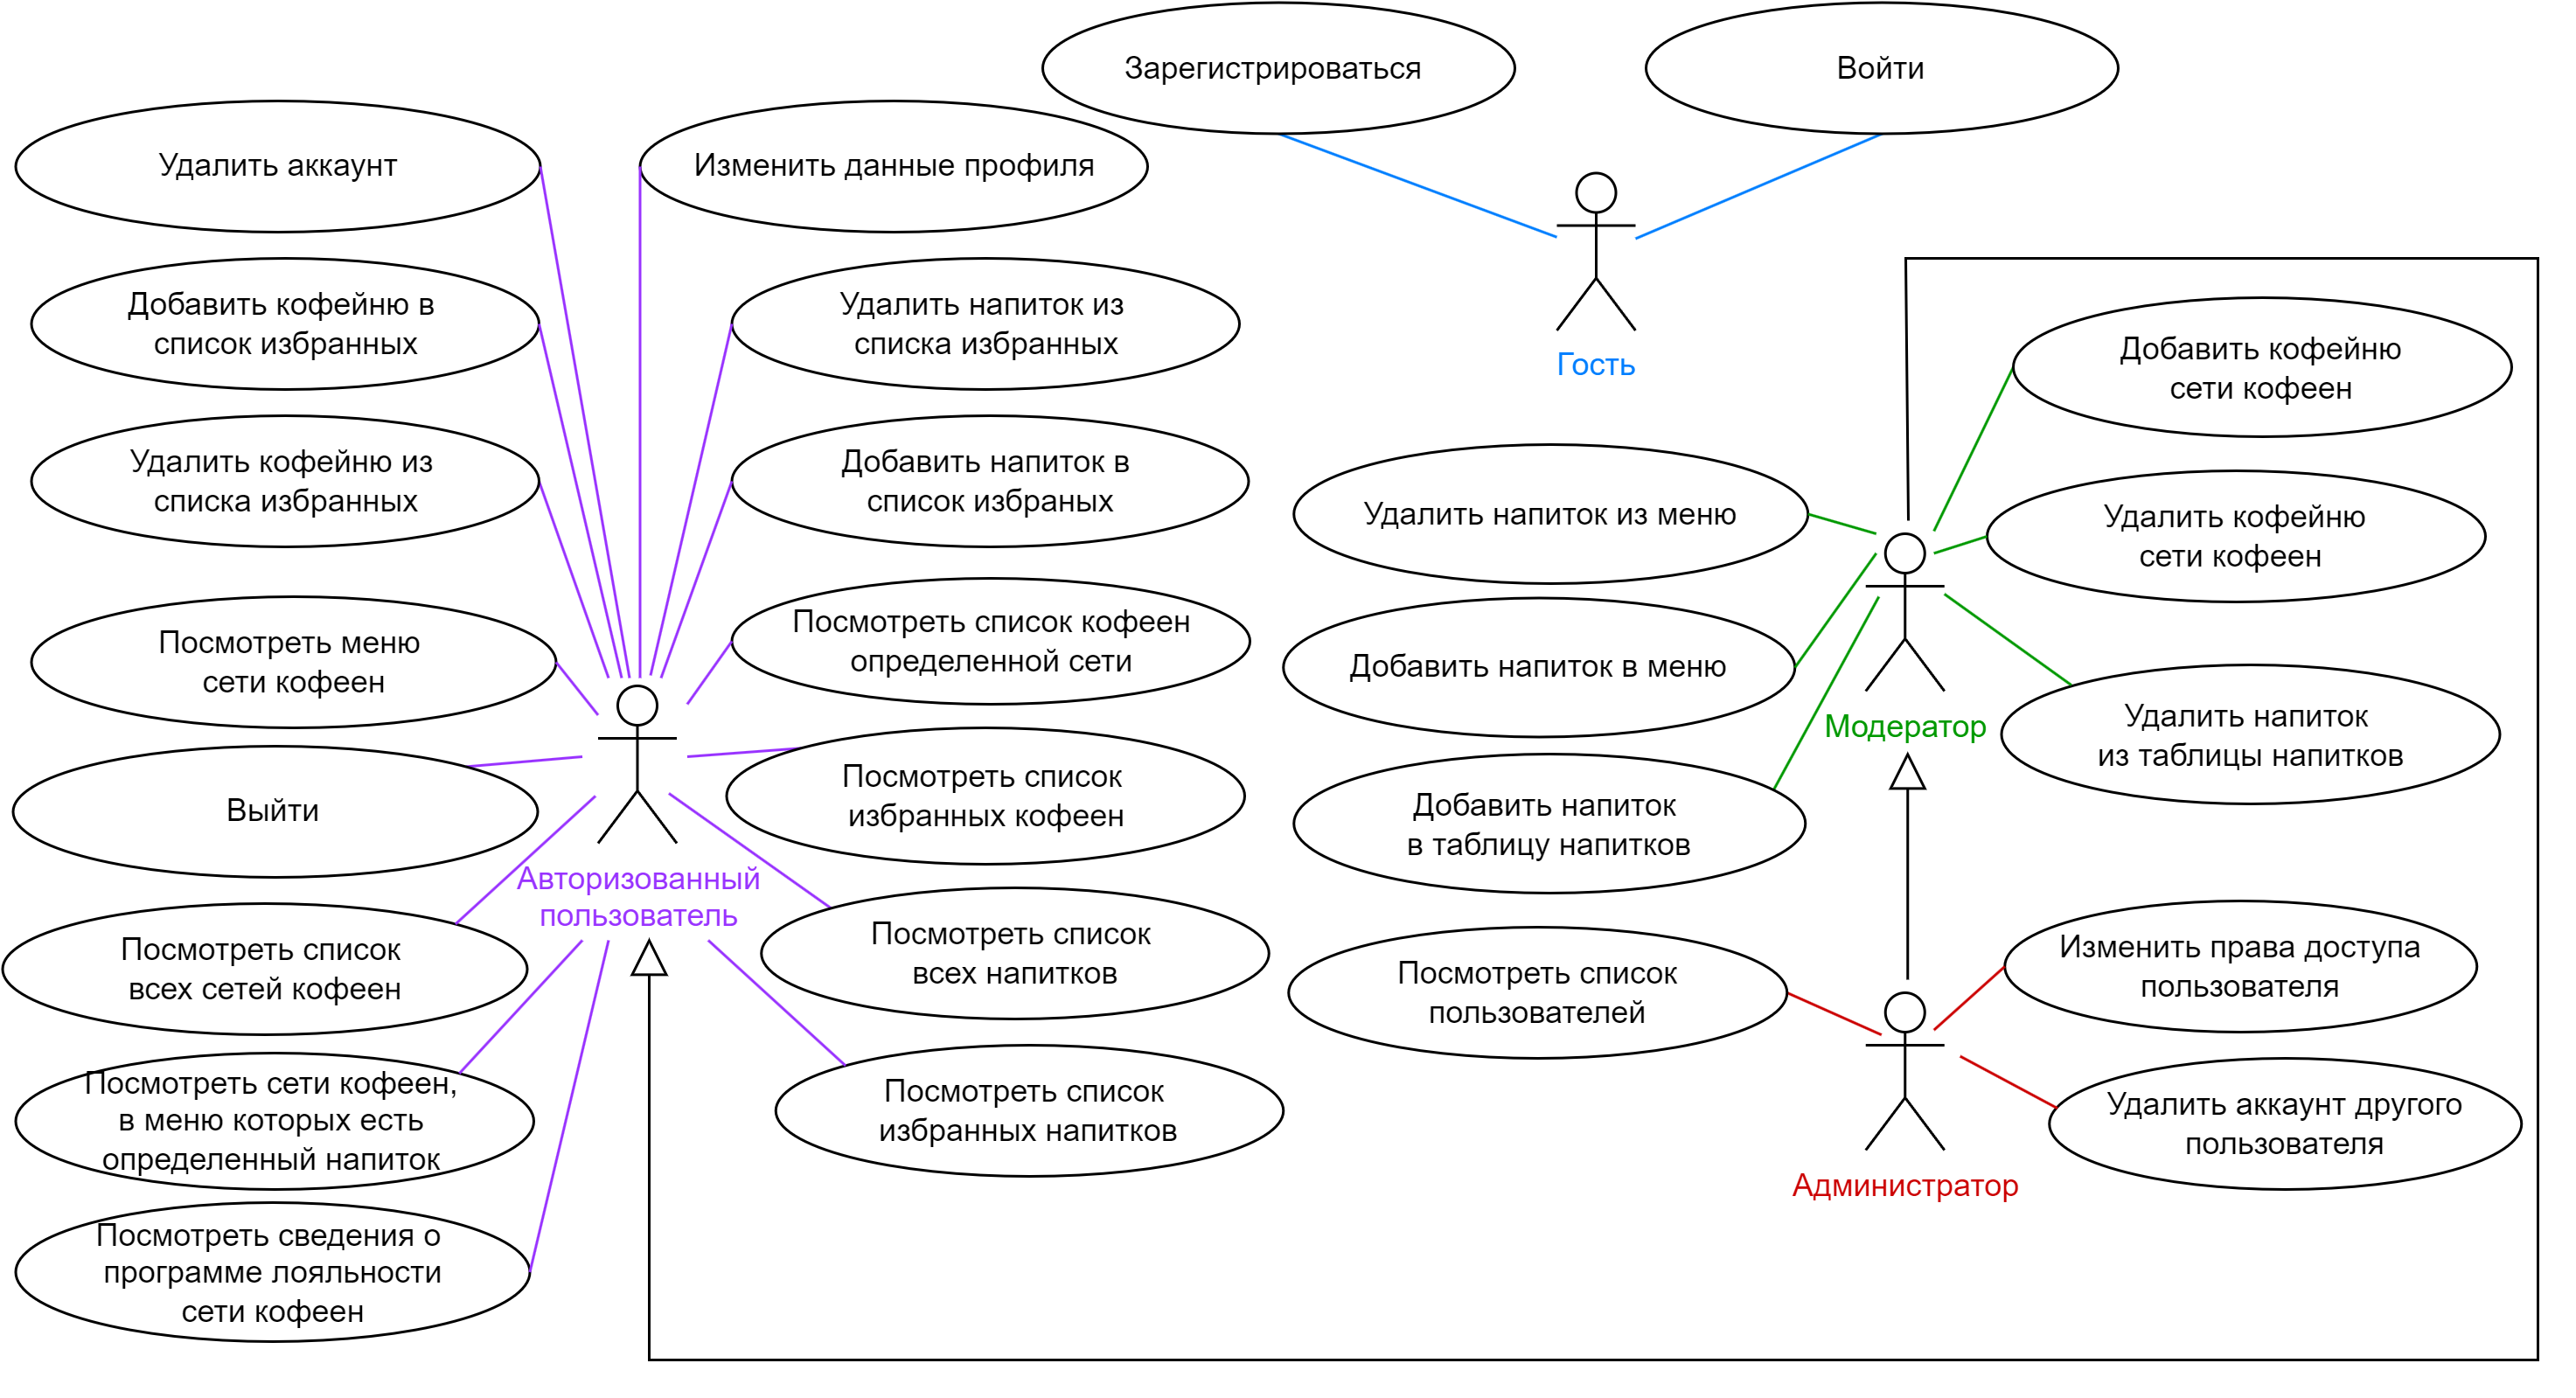 Зарегистрироваться
Войти
Удалить аккаунт
Изменить данные профиля
Гость
Добавить кофейню в
список избранных
Удалить напиток из
списка избранных
Добавить кофейню
сети кофеен
Удалить кофейню из
списка избранных
Добавить напиток в
список избраных
Удалить напиток из меню
Удалить кофейню
сети кофеен
Посмотреть меню
сети кофеен
Посмотреть список кофеен
определенной сети
Добавить напиток в меню
Модератор
Удалить напиток
из таблицы напитков
Выйти
Посмотреть список
избранных кофеен
Добавить напиток
в таблицу напитков
Авторизованный
пользователь
Посмотреть список
всех сетей кофеен
Посмотреть список
всех напитков
Посмотреть список
пользователей
Изменить права доступа
пользователя
Посмотреть сети кофеен,
в меню которых есть
определенный напиток
Посмотреть список
избранных напитков
Удалить аккаунт другого
пользователя
Администратор
Посмотреть сведения о
программе лояльности
сети кофеен